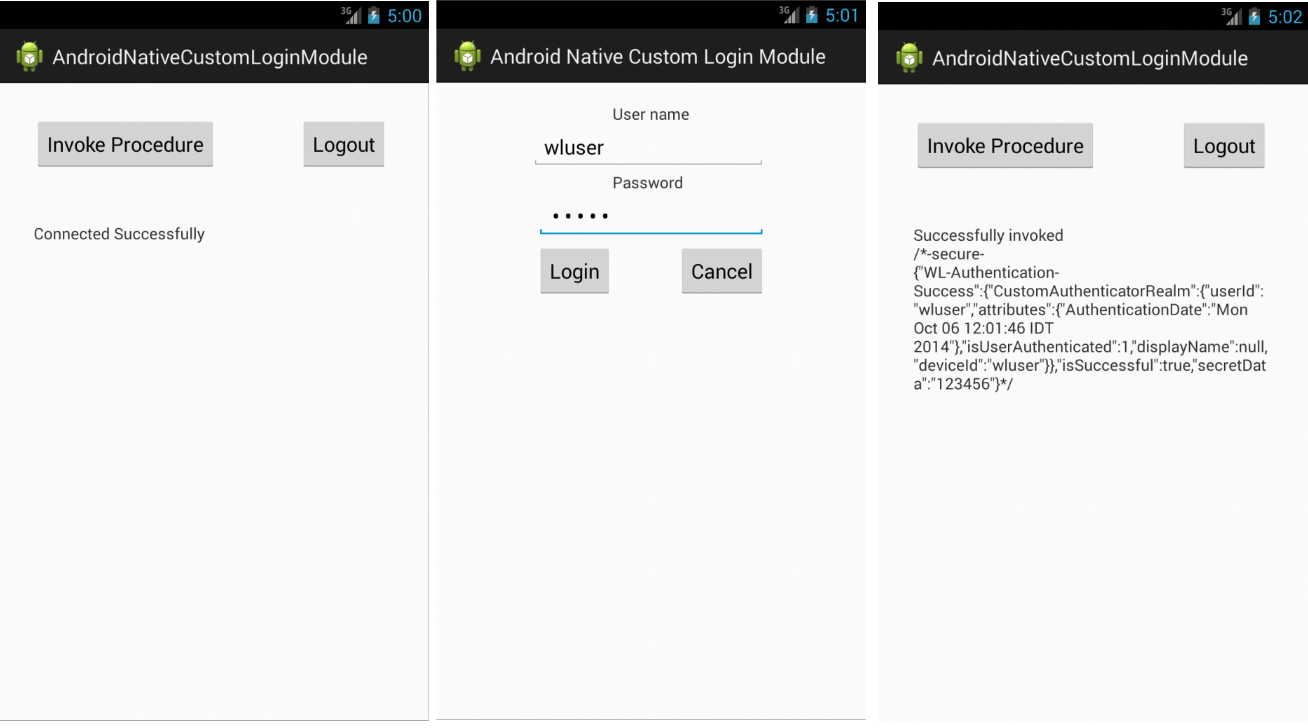 3G 5:00
AndroidNativeCustomLoginModule
Invoke Procedure Logout
Connected Successfully
3G 5:01
Android Native Custom Login Module
User name
wluser
Password
•••••
Login Cancel
3G 5:02
AndroidNativeCustomLoginModule
Invoke Procedure Logout
Successfully invoked
/*-secure-
{"WL-Authentication-
Success":{"CustomAuthenticatorRealm":{"userId":
"wluser","attributes":{"AuthenticationDate":"Mon
Oct 06 12:01:46 IDT
2014"},"isUserAuthenticated":1,"displayName":null,
"deviceId":"wluser"}},"isSuccessful":true,"secretDat
a":"123456"}*/